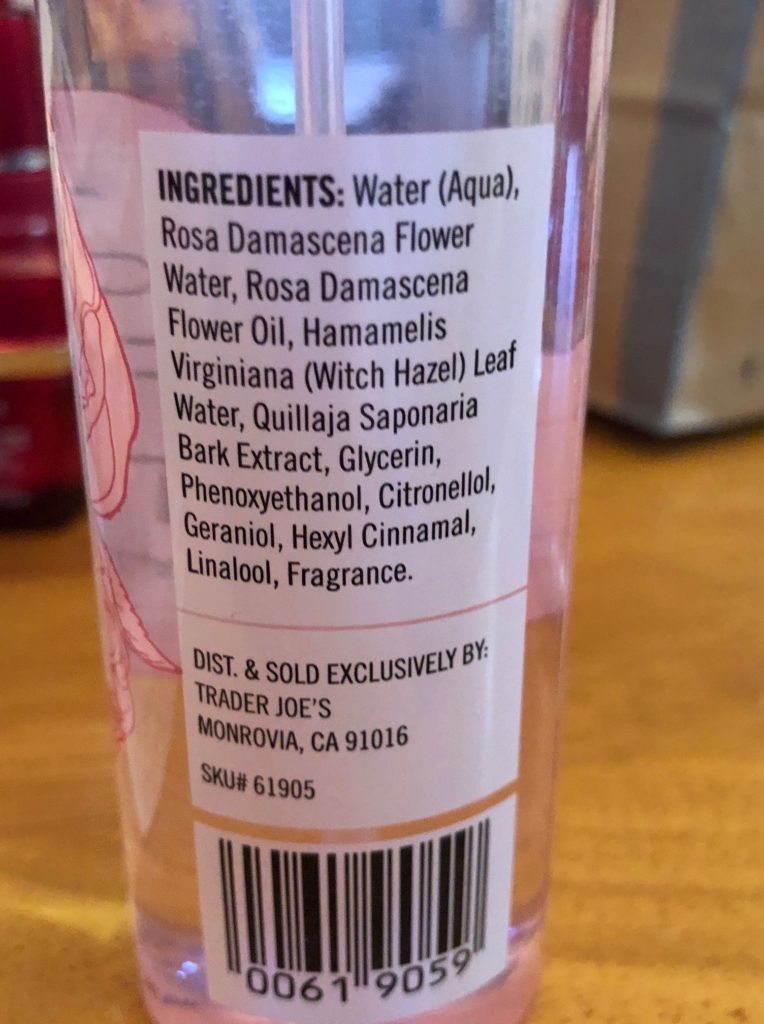 INGREDIENTS: Water (Aqua),
Rosa Damascena Flower
Water, Rosa Damascena
Flower Oil, Hamamelis
Virginiana (Witch Hazel) Leaf
Water, Quillaja Saponaria
Bark Extract, Glycerin,
Phenoxyethanol, Citronellol,
Geraniol, Hexyl Cinnamal,
Linalool, Fragrance.
DIST. & SOLD EXCLUSIVELY BY:
TRADER JOE'S
MONROVIA, CA 91016
SKU# 61905
0061 9059